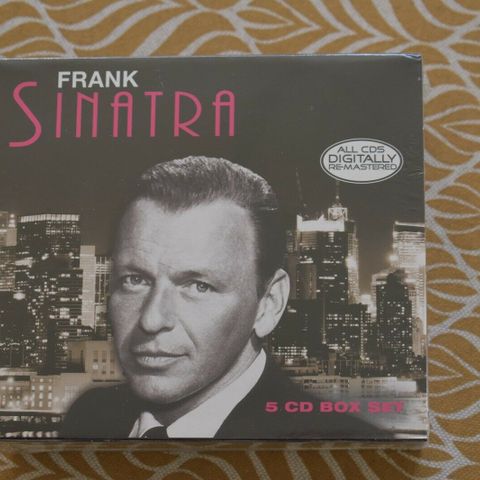 FRANK
SINATRA
ALL CDS
DIGITALLY
RE-MASTERED
5 CD BOX SET